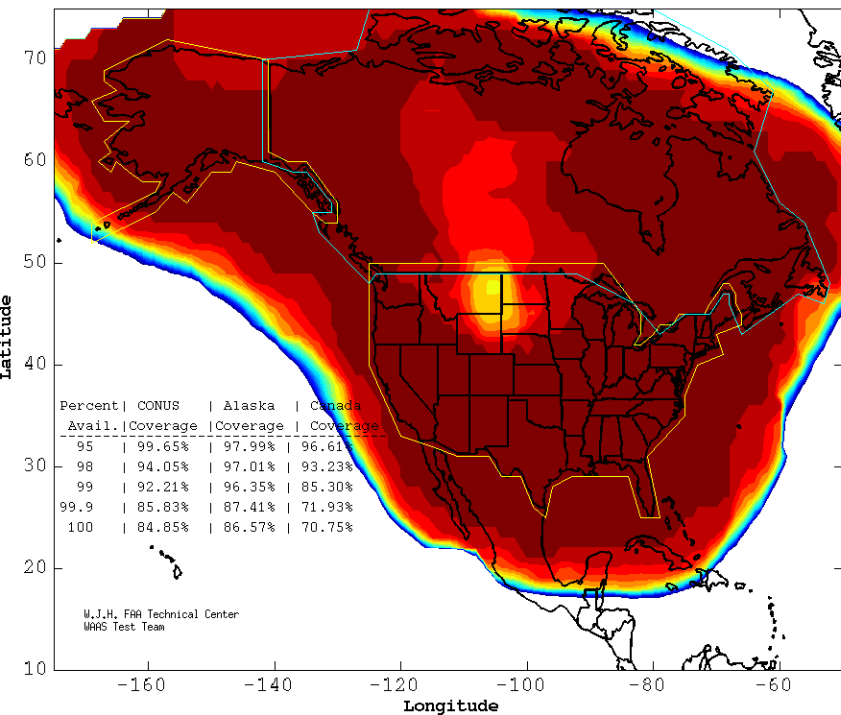 70
60
50
40
30
20
10
Latitude
Percent| CONUS | Alaska | Canada
Avail.|Coverage |Coverage | Coverage
95 | 99.65% | 97.99% | 96.61%
98 | 94.05% | 97.01% | 93.23%
99 | 92.21% | 96.35% | 85.30%
99.9 | 85.83% | 87.41% | 71.93%
100 | 84.85% | 86.57% | 70.75%
W.J.H. FAA Technical Center
WAAS Test Team
-160 -140 -120 -100 -80 -60
Longitude